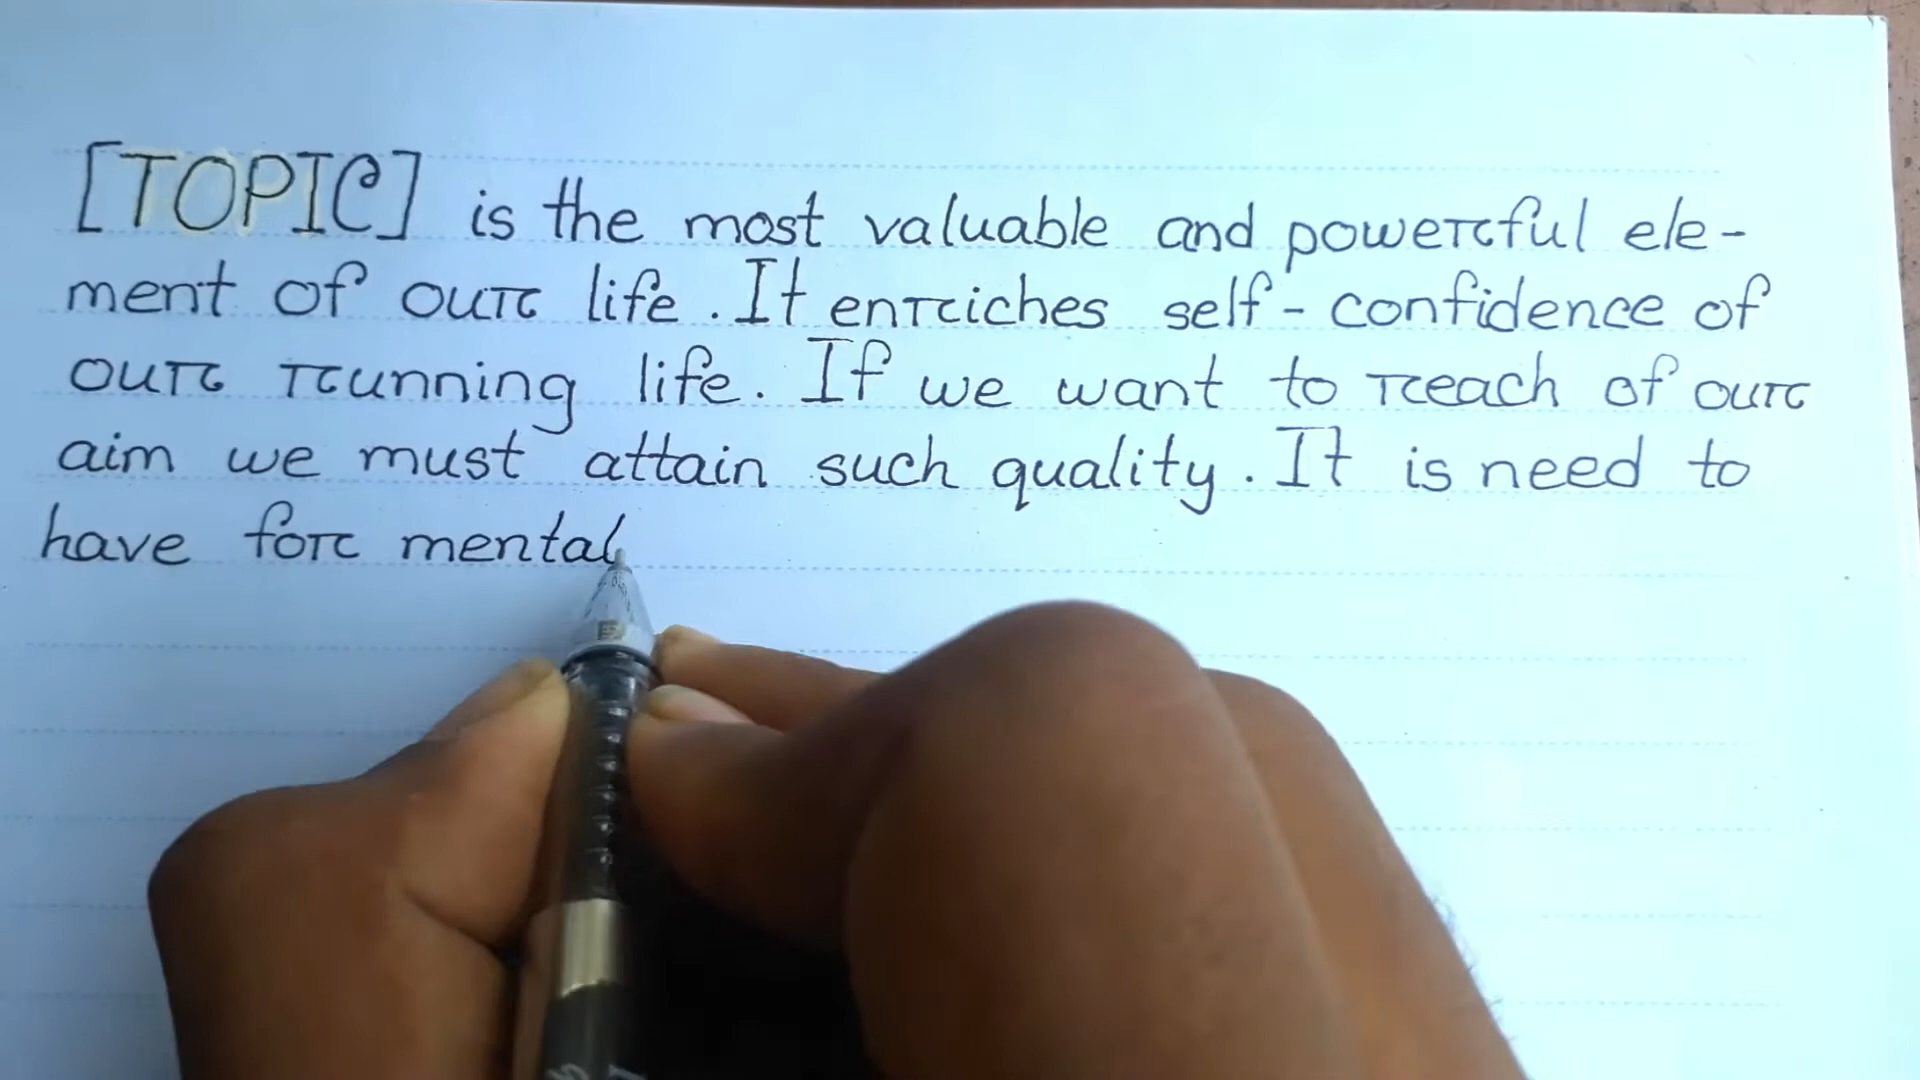 [TOPIC] is the most valuable and powerful ele-
ment of our life. It enriches self-confidence of
our running life. If we want to reach of our
aim we must attain such quality. It is need to
have for mental